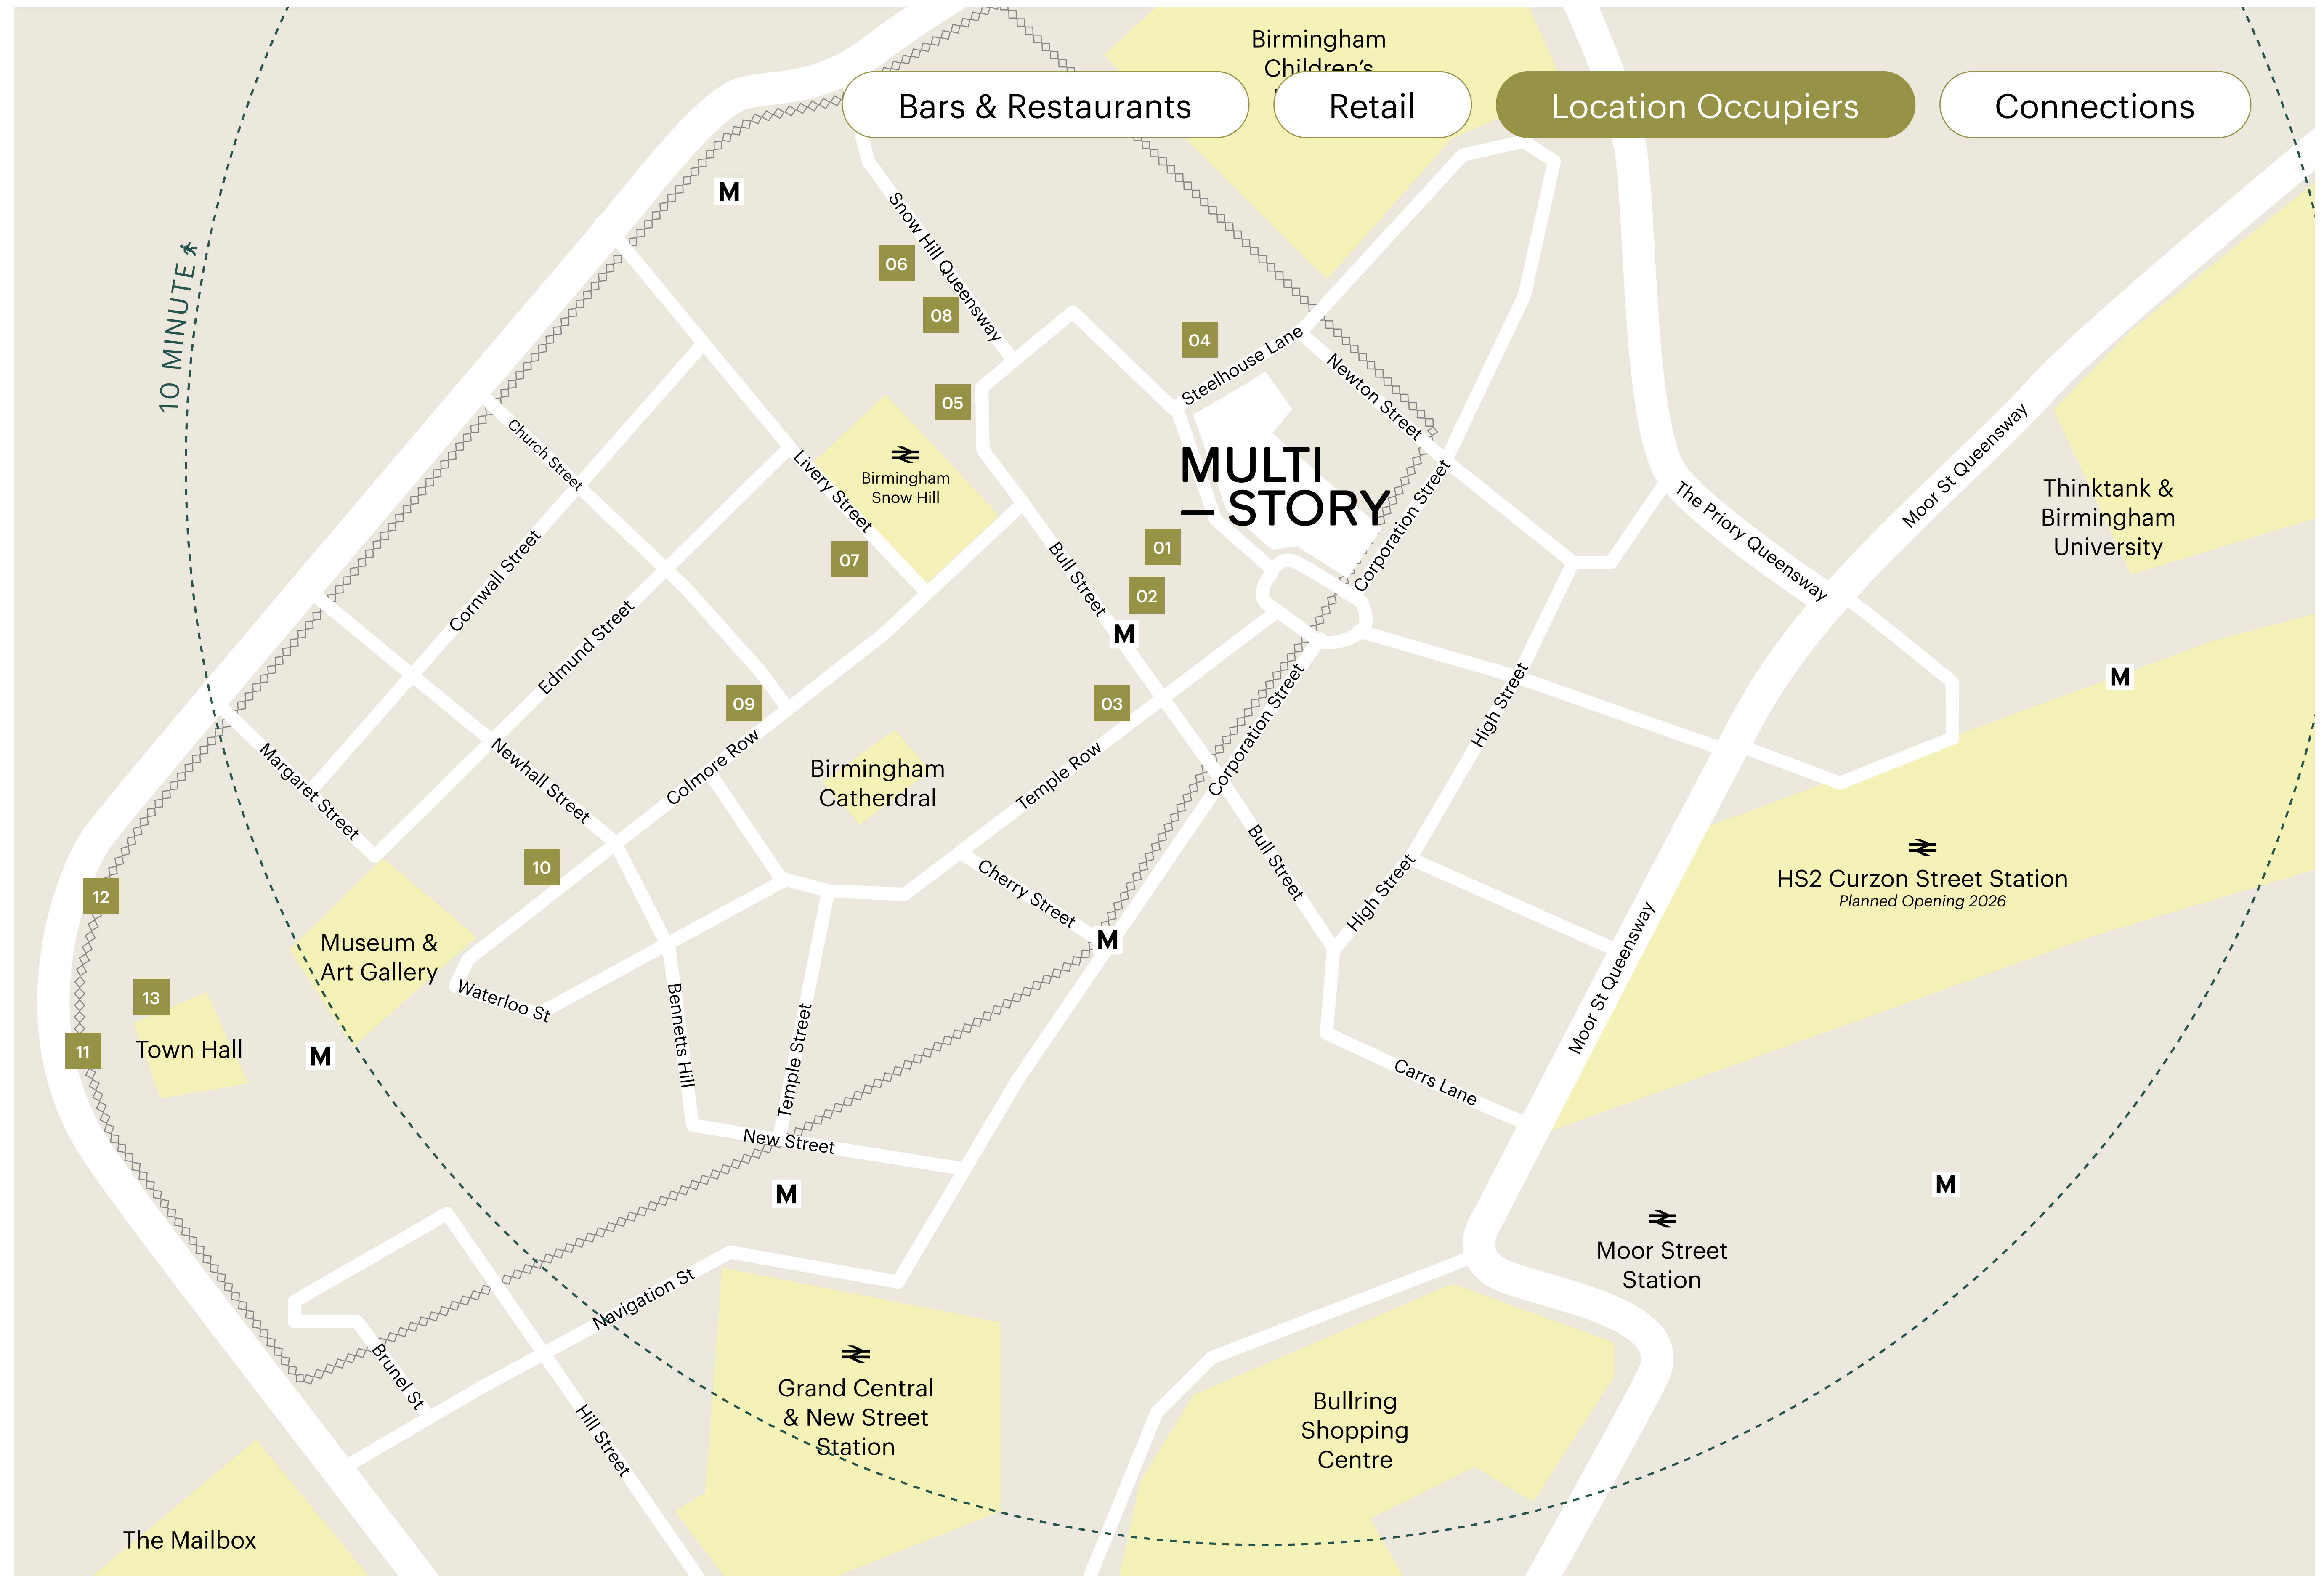 Birmingham
Children's
Bars & Restaurants
Retail
Location Occupiers
Connections
M
Snow Hill Queensway
10 MINUTE
06
08
04
Steelhouse Lane
Newton Street
05
Church Street
Livery Street
Birmingham
Snow Hill
MULTI
— STORY
Corporation Street
The Priory Queensway
Moor St Queensway
Thinktank &
Birmingham
University
07
01
02
Bull Street
M
Cornwall Street
Edmund Street
09
03
M
High Street
Corporation Street
Margaret Street
Newhall Street
Colmore Row
Birmingham
Catherdral
Temple Row
10
Cherry Street
Bull Street
High Street
HS2 Curzon Street Station
Planned Opening 2026
12
Museum &
Art Gallery
M
Waterloo St
13
Town Hall
11
M
Bennetts Hill
Temple Street
Moor St Queensway
Carrs Lane
New Street
M
M
Moor Street
Station
Navigation St
Brunel St
Grand Central
& New Street
Station
Hill Street
Bullring
Shopping
Centre
The Mailbox